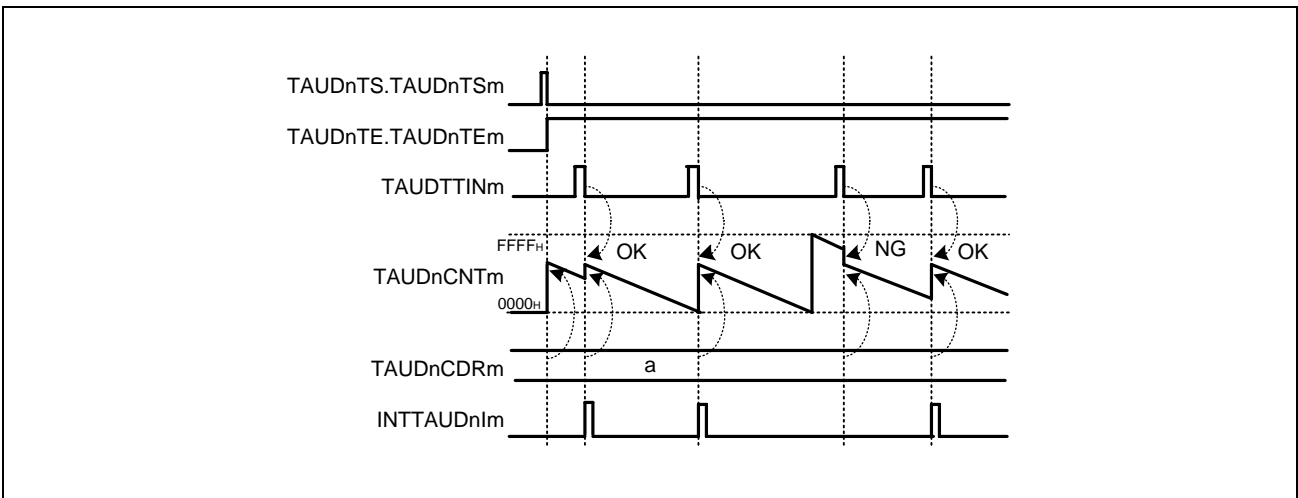 TAUDnTS.TAUDnTSm
TAUDnTE.TAUDnTEm
TAUDTTINm
FFFFH
OK
OK
NG
OK
TAUDnCNTm
0000H
TAUDnCDRm
a
INTTAUDnIm